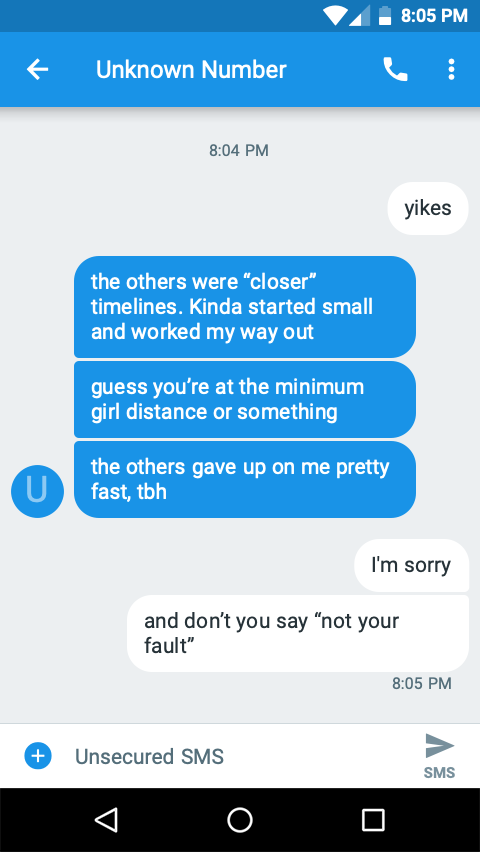 8:05 PM
Unknown Number
8:04 PM
yikes
the others were “closer”
timelines. Kinda started small
and worked my way out
guess you’re at the minimum
girl distance or something
the others gave up on me pretty
fast, tbh
U
I'm sorry
and don’t you say “not your
fault”
8:05 PM
Unsecured SMS
SMS